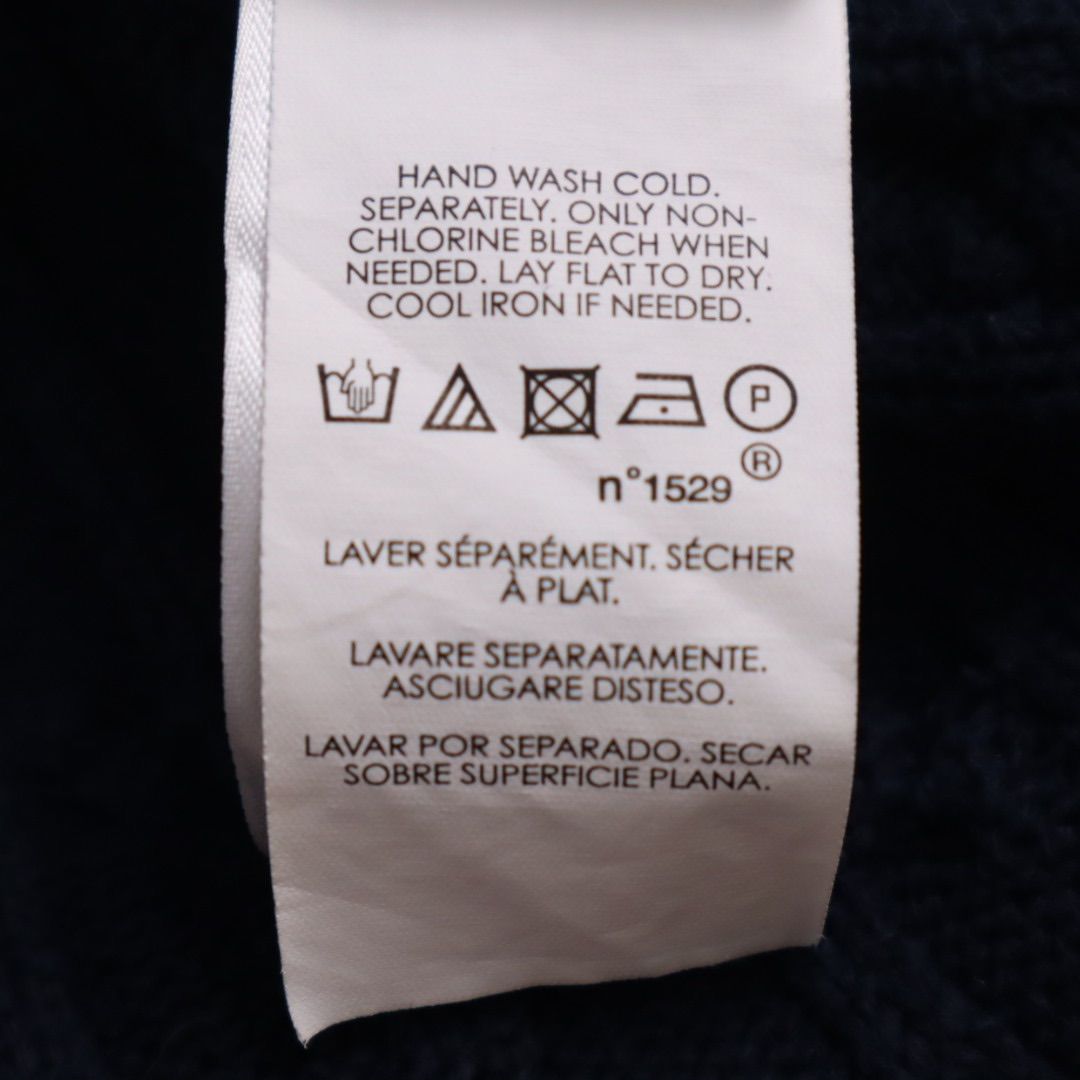 HAND WASH COLD.
SEPARATELY. ONLY NON-
CHLORINE BLEACH WHEN
NEEDED. LAY FLAT TO DRY.
COOL IRON IF NEEDED.
P
n°1529 ®
LAVER SÉPARÉMENT. SÉCHER
À PLAT.
LAVARE SEPARATAMENTE.
ASCIUGARE DISTESO.
LAVAR POR SEPARADO. SECAR
SOBRE SUPERFICIE PLANA.